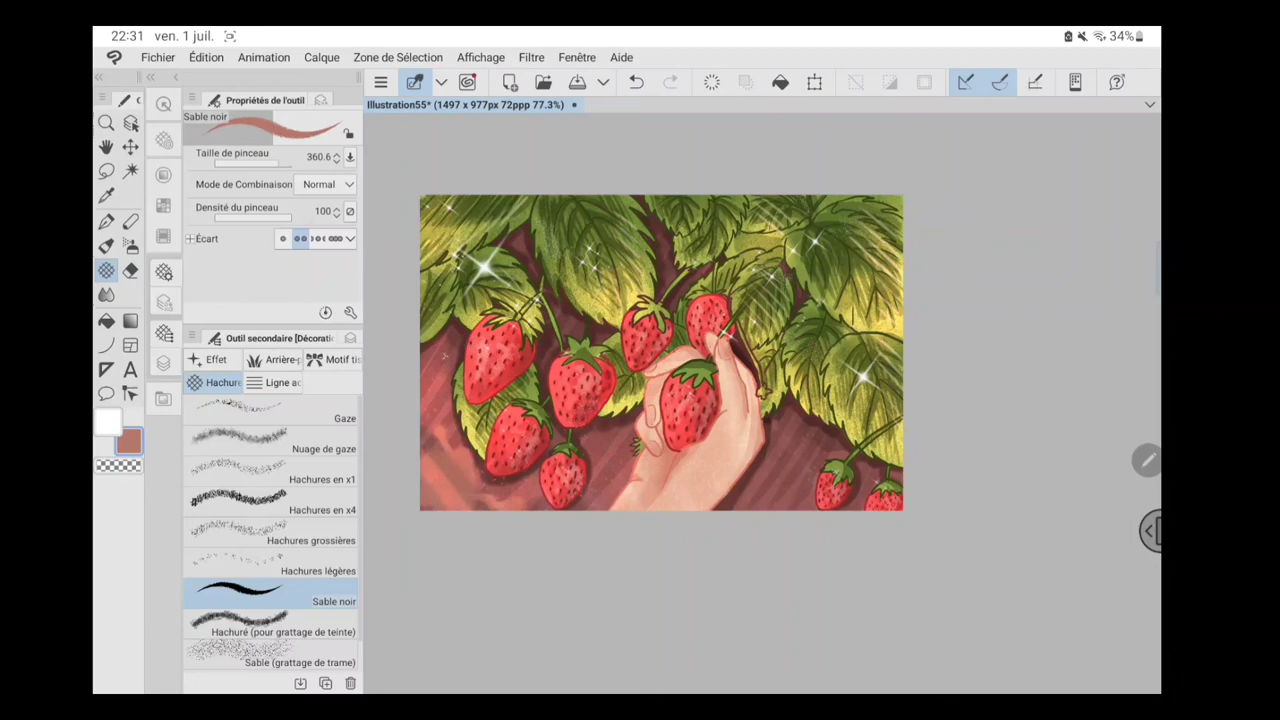 22:31 ven. 1 juil. 34%
Fichier Édition Animation Calque Zone de Sélection Affichage Filtre Fenêtre Aide
Propriétés de l'outil
Illustration55* (1497 x 977px 72ppp 77.3%)
Sable noir
Taille de pinceau 360.6
Mode de Combinaison Normal
Densité du pinceau 100
Écart
Outil secondaire [Décorati
Effet Arrière-p Motif tis
Hachure Ligne ac
Gaze
Nuage de gaze
Hachures en x1
Hachures en x4
Hachures grossières
Hachures légères
Sable noir
Hachuré (pour grattage de teinte)
Sable (grattage de trame)